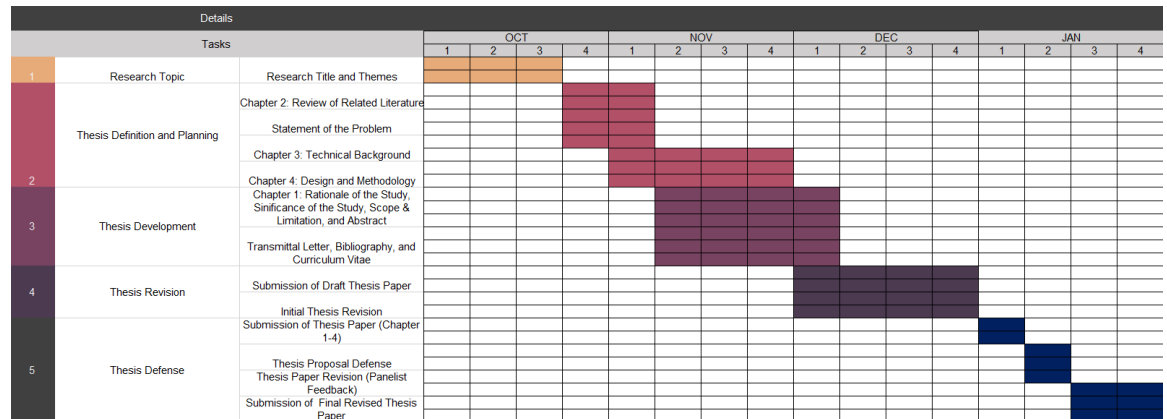 Details
Tasks
OCT NOV DEC JAN
1 2 3 4 1 2 3 4 1 2 3 4 1 2 3 4
1 Research Topic Research Title and Themes
2 Thesis Definition and Planning
Chapter 2: Review of Related Literature
Statement of the Problem
Chapter 3: Technical Background
Chapter 4: Design and Methodology
3 Thesis Development
Chapter 1: Rationale of the Study,
Sinificance of the Study, Scope &
Limitation, and Abstract
Transmittal Letter, Bibliography, and
Curriculum Vitae
4 Thesis Revision
Submission of Draft Thesis Paper
Initial Thesis Revision
5 Thesis Defense
Submission of Thesis Paper (Chapter
1-4)
Thesis Proposal Defense
Thesis Paper Revision (Panelist
Feedback)
Submission of Final Revised Thesis
Paper